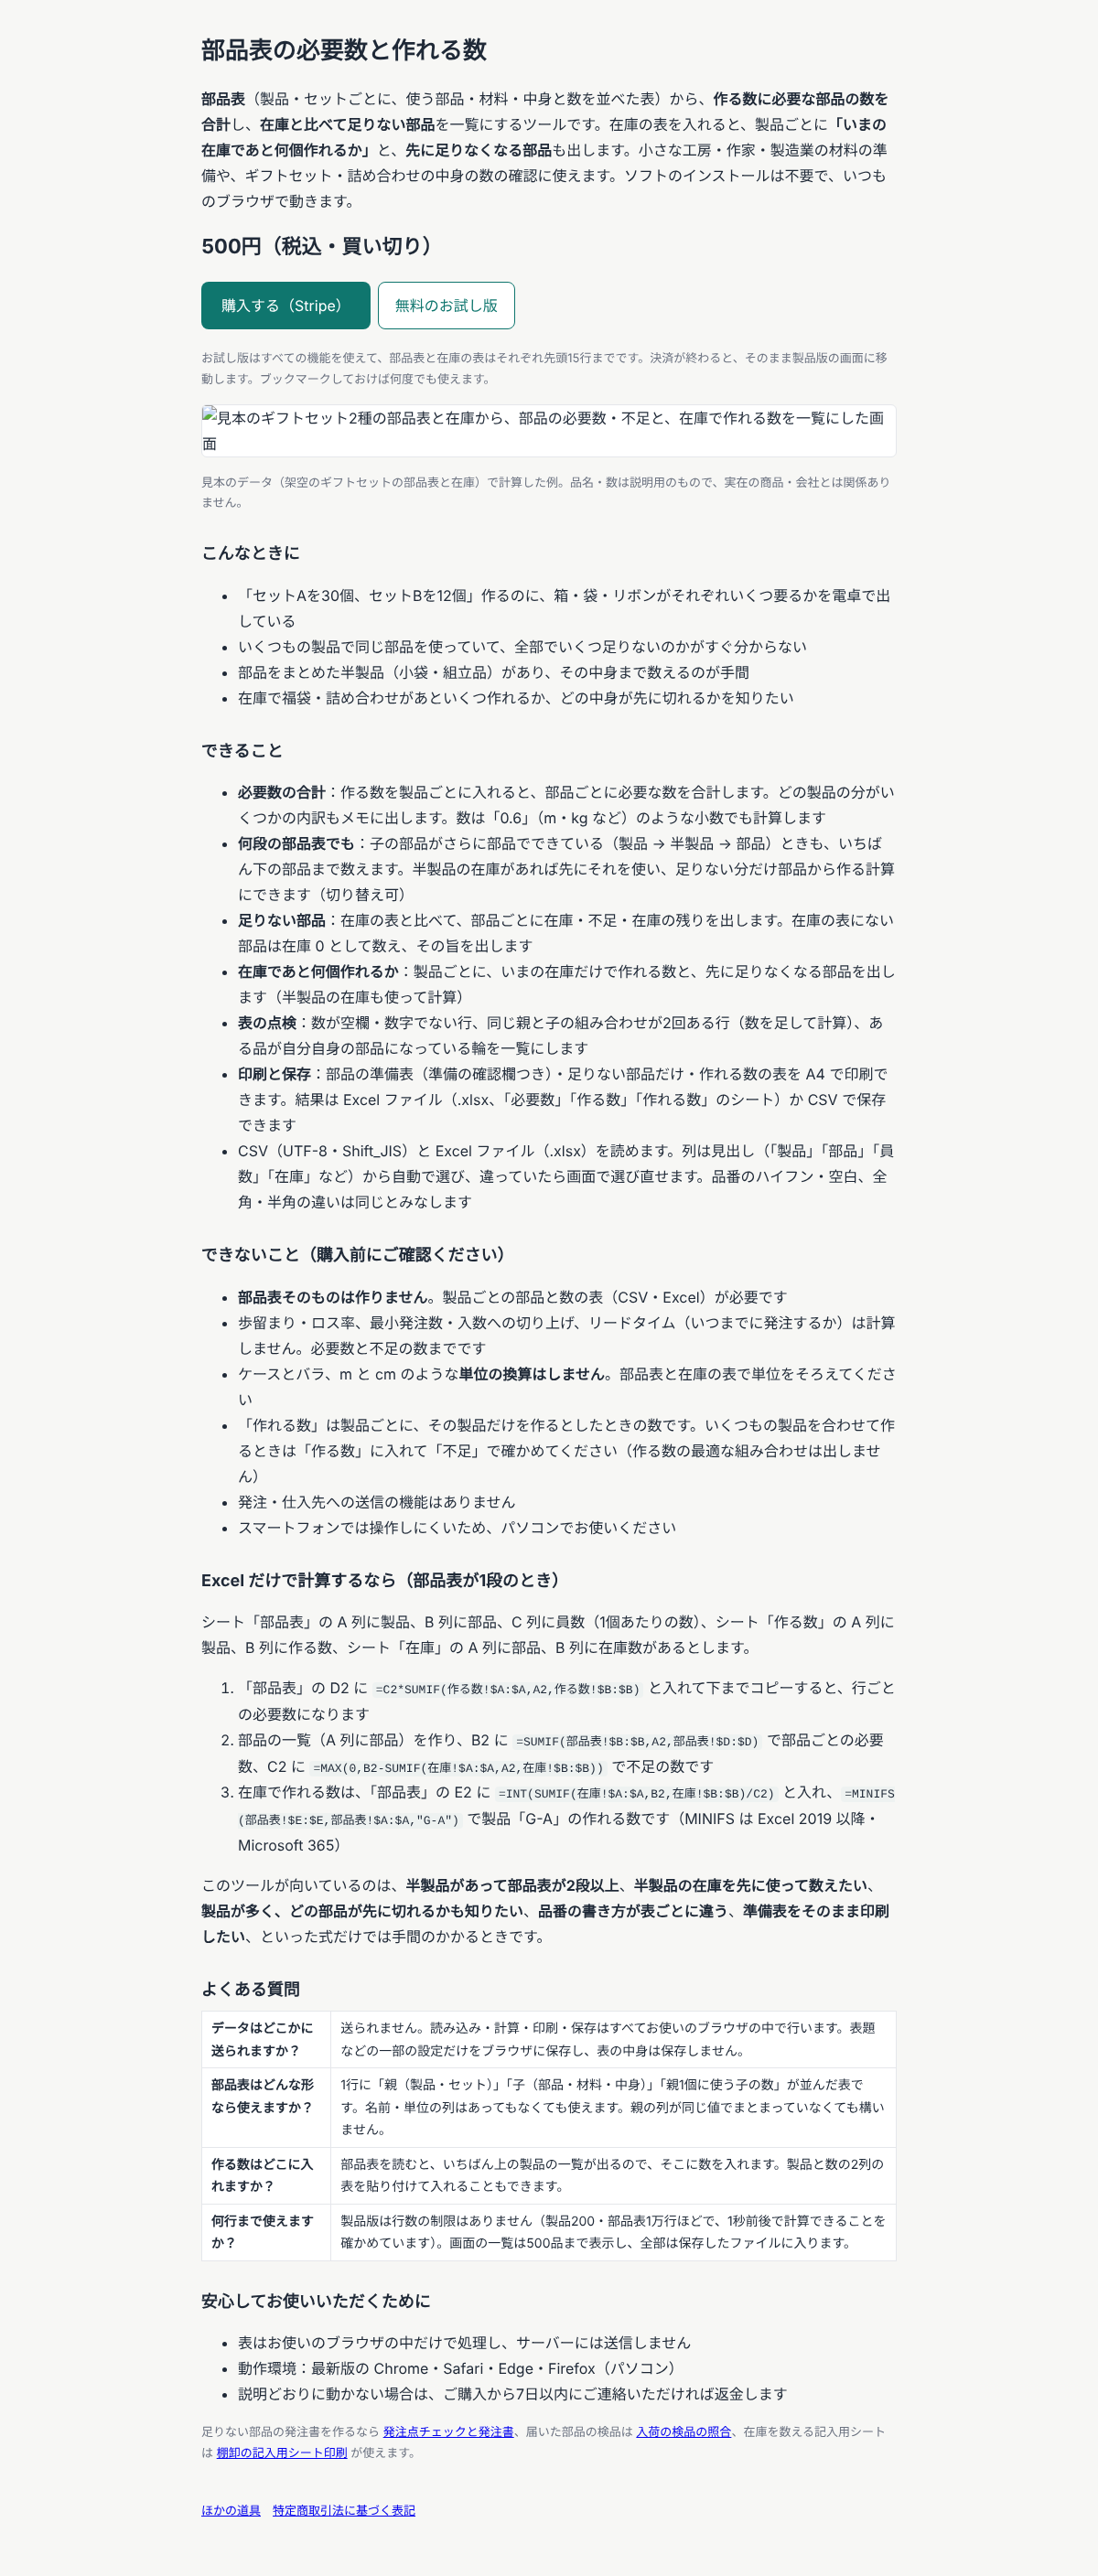 部品表の必要数と作れる数
部品表（製品・セットごとに、使う部品・材料・中身と数を並べた表）から、作る数に必要な部品の数を
合計し、在庫と比べて足りない部品を一覧にするツールです。在庫の表を入れると、製品ごとに「いまの
在庫であと何個作れるか」と、先に足りなくなる部品も出します。小さな工房・作家・製造業の材料の準
備や、ギフトセット・詰め合わせの中身の数の確認に使えます。ソフトのインストールは不要で、いつも
のブラウザで動きます。
500円（税込・買い切り）
購入する（Stripe） 無料のお試し版
お試し版はすべての機能を使えて、部品表と在庫の表はそれぞれ先頭15行までです。決済が終わると、そのまま製品版の画面に移
動します。ブックマークしておけば何度でも使えます。
見本のギフトセット2種の部品表と在庫から、部品の必要数・不足と、在庫で作れる数を一覧にした画
面
見本のデータ（架空のギフトセットの部品表と在庫）で計算した例。品名・数は説明用のもので、実在の商品・会社とは関係あり
ません。
こんなときに
• 「セットAを30個、セットBを12個」作るのに、箱・袋・リボンがそれぞれいくつ要るかを電卓で出
している
• いくつもの製品で同じ部品を使っていて、全部でいくつ足りないのかがすぐ分からない
• 部品をまとめた半製品（小袋・組立品）があり、その中身まで数えるのが手間
• 在庫で福袋・詰め合わせがあといくつ作れるか、どの中身が先に切れるかを知りたい
できること
• 必要数の合計：作る数を製品ごとに入れると、部品ごとに必要な数を合計します。どの製品の分がい
くつかの内訳もメモに出します。数は「0.6」（m・kg など）のような小数でも計算します
• 何段の部品表でも：子の部品がさらに部品でできている（製品 → 半製品 → 部品）ときも、いちば
ん下の部品まで数えます。半製品の在庫があれば先にそれを使い、足りない分だけ部品から作る計算
にできます（切り替え可）
• 足りない部品：在庫の表と比べて、部品ごとに在庫・不足・在庫の残りを出します。在庫の表にない
部品は在庫 0 として数え、その旨を出します
• 在庫であと何個作れるか：製品ごとに、いまの在庫だけで作れる数と、先に足りなくなる部品を出し
ます（半製品の在庫も使って計算）
• 表の点検：数が空欄・数字でない行、同じ親と子の組み合わせが2回ある行（数を足して計算）、あ
る品が自分自身の部品になっている輪を一覧にします
• 印刷と保存：部品の準備表（準備の確認欄つき）・足りない部品だけ・作れる数の表を A4 で印刷で
きます。結果は Excel ファイル（.xlsx、「必要数」「作る数」「作れる数」のシート）か CSV で保存
できます
• CSV（UTF-8・Shift_JIS）と Excel ファイル（.xlsx）を読めます。列は見出し（「製品」「部品」「員
数」「在庫」など）から自動で選び、違っていたら画面で選び直せます。品番のハイフン・空白、全
角・半角の違いは同じとみなします
できないこと（購入前にご確認ください）
• 部品表そのものは作りません。製品ごとの部品と数の表（CSV・Excel）が必要です
• 歩留まり・ロス率、最小発注数・入数への切り上げ、リードタイム（いつまでに発注するか）は計算
しません。必要数と不足の数までです
• ケースとバラ、m と cm のような単位の換算はしません。部品表と在庫の表で単位をそろえてくださ
い
• 「作れる数」は製品ごとに、その製品だけを作るとしたときの数です。いくつもの製品を合わせて作
るときは「作る数」に入れて「不足」で確かめてください（作る数の最適な組み合わせは出しませ
ん）
• 発注・仕入先への送信の機能はありません
• スマートフォンでは操作しにくいため、パソコンでお使いください
Excel だけで計算するなら（部品表が1段のとき）
シート「部品表」の A 列に製品、B 列に部品、C 列に員数（1個あたりの数）、シート「作る数」の A 列に
製品、B 列に作る数、シート「在庫」の A 列に部品、B 列に在庫数があるとします。
1. 「部品表」の D2 に =C2*SUMIF(作る数!$A:$A,A2,作る数!$B:$B) と入れて下までコピーすると、行ごと
の必要数になります
2. 部品の一覧（A 列に部品）を作り、B2 に =SUMIF(部品表!$B:$B,A2,部品表!$D:$D) で部品ごとの必要
数、C2 に =MAX(0,B2-SUMIF(在庫!$A:$A,A2,在庫!$B:$B)) で不足の数です
3. 在庫で作れる数は、「部品表」の E2 に =INT(SUMIF(在庫!$A:$A,B2,在庫!$B:$B)/C2) と入れ、 =MINIFS
(部品表!$E:$E,部品表!$A:$A,"G-A") で製品「G-A」の作れる数です（MINIFS は Excel 2019 以降・
Microsoft 365）
このツールが向いているのは、半製品があって部品表が2段以上、半製品の在庫を先に使って数えたい、
製品が多く、どの部品が先に切れるかも知りたい、品番の書き方が表ごとに違う、準備表をそのまま印刷
したい、といった式だけでは手間のかかるときです。
よくある質問
データはどこかに
送られますか？
送られません。読み込み・計算・印刷・保存はすべてお使いのブラウザの中で行います。表題
などの一部の設定だけをブラウザに保存し、表の中身は保存しません。
部品表はどんな形
なら使えますか？
1行に「親（製品・セット）」「子（部品・材料・中身）」「親1個に使う子の数」が並んだ表で
す。名前・単位の列はあってもなくても使えます。親の列が同じ値でまとまっていなくても構い
ません。
作る数はどこに入
れますか？
部品表を読むと、いちばん上の製品の一覧が出るので、そこに数を入れます。製品と数の2列の
表を貼り付けて入れることもできます。
何行まで使えます
か？
製品版は行数の制限はありません（製品200・部品表1万行ほどで、1秒前後で計算できることを
確かめています）。画面の一覧は500品まで表示し、全部は保存したファイルに入ります。
安心してお使いいただくために
• 表はお使いのブラウザの中だけで処理し、サーバーには送信しません
• 動作環境：最新版の Chrome・Safari・Edge・Firefox（パソコン）
• 説明どおりに動かない場合は、ご購入から7日以内にご連絡いただければ返金します
足りない部品の発注書を作るなら 発注点チェックと発注書、届いた部品の検品は 入荷の検品の照合、在庫を数える記入用シート
は 棚卸の記入用シート印刷 が使えます。
ほかの道具 特定商取引法に基づく表記